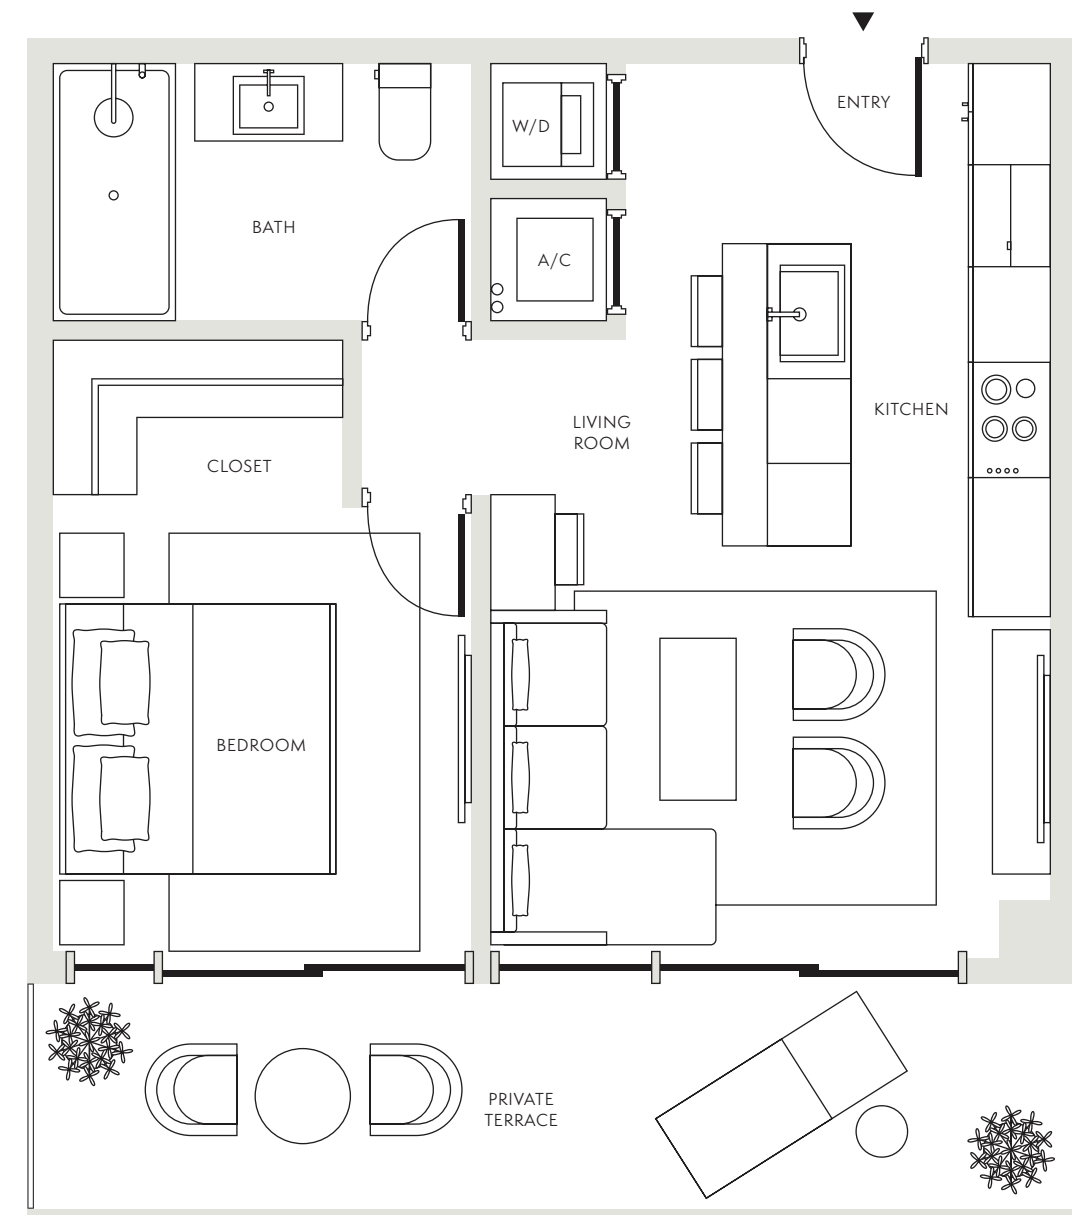 ENTRY
W/D
BATH
A/C
LIVING
ROOM
KITCHEN
CLOSET
BEDROOM
PRIVATE
TERRACE